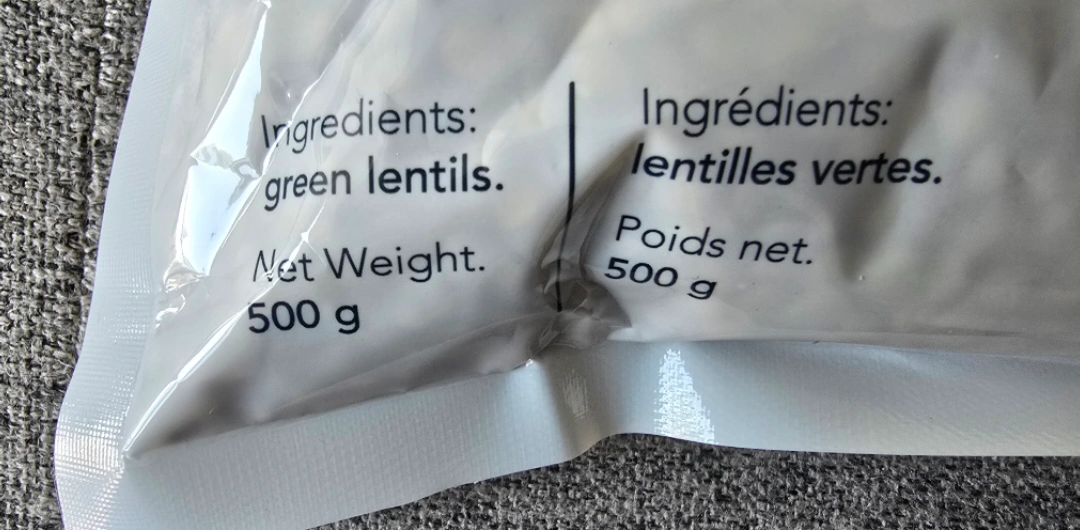 Ingredients:
green lentils.
Net Weight.
500 g
Ingrédients:
lentilles vertes.
Poids net.
500 g